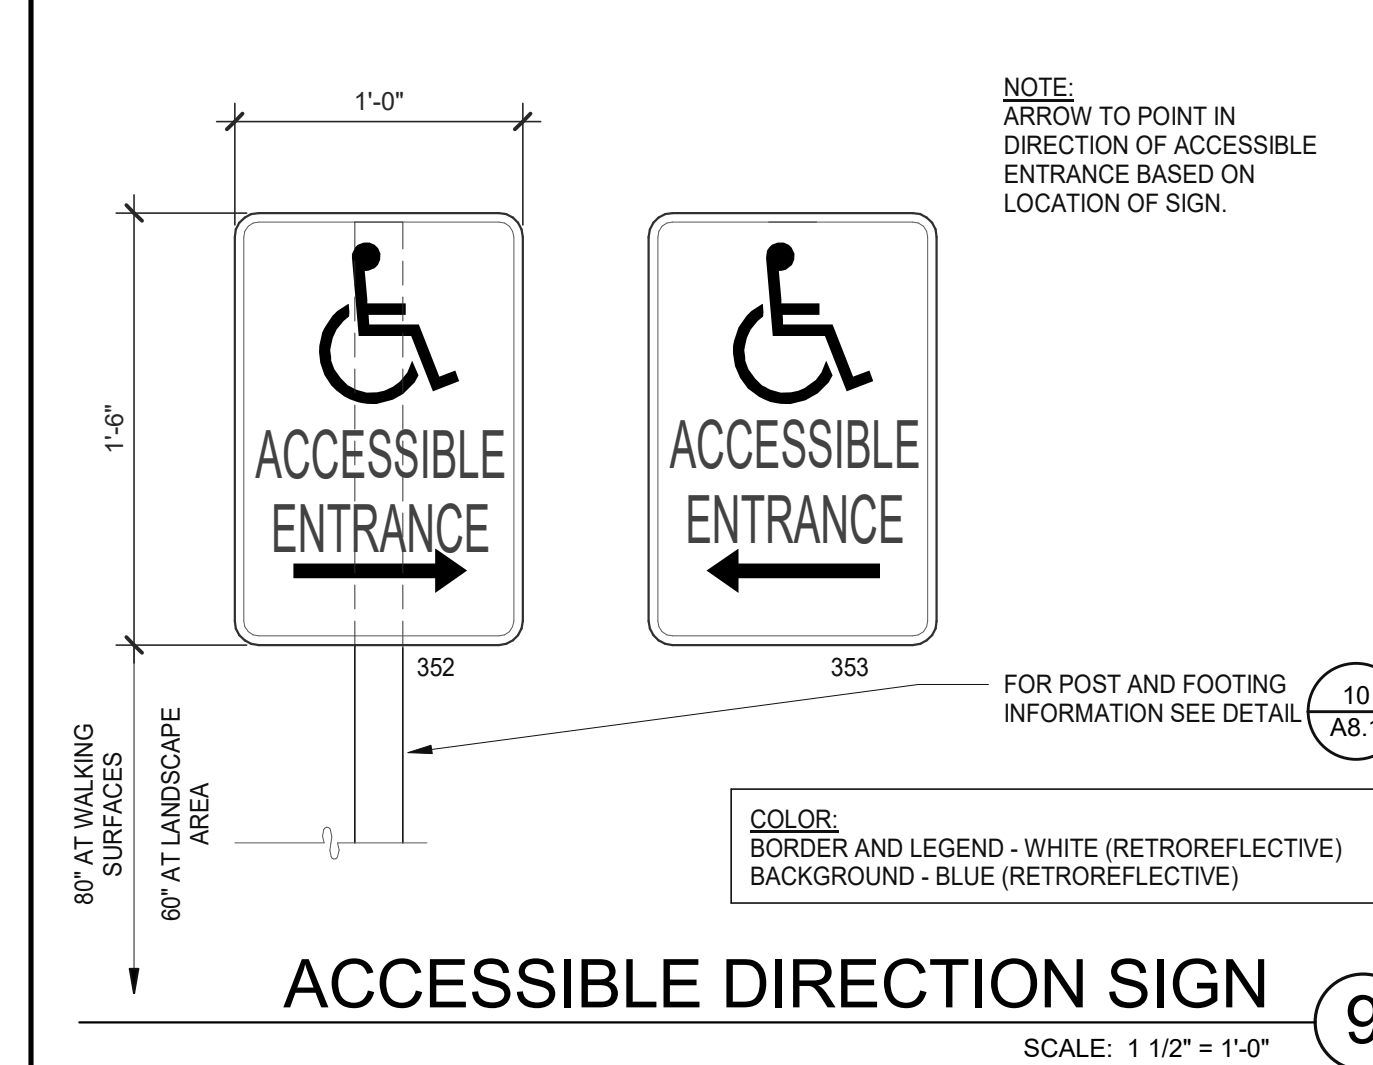 1'-0"
NOTE:
ARROW TO POINT IN
DIRECTION OF ACCESSIBLE
ENTRANCE BASED ON
LOCATION OF SIGN.
1'-6"
ACCESSIBLE
ENTRANCE
ACCESSIBLE
ENTRANCE
352
353
FOR POST AND FOOTING
INFORMATION SEE DETAIL
10
80" AT WALKING
SURFACES
60" AT LANDSCAPE
AREA
COLOR:
BORDER AND LEGEND - WHITE (RETROREFLECTIVE)
BACKGROUND - BLUE (RETROREFLECTIVE)
ACCESSIBLE DIRECTION SIGN
9
SCALE: 1 1/2" = 1'-0"